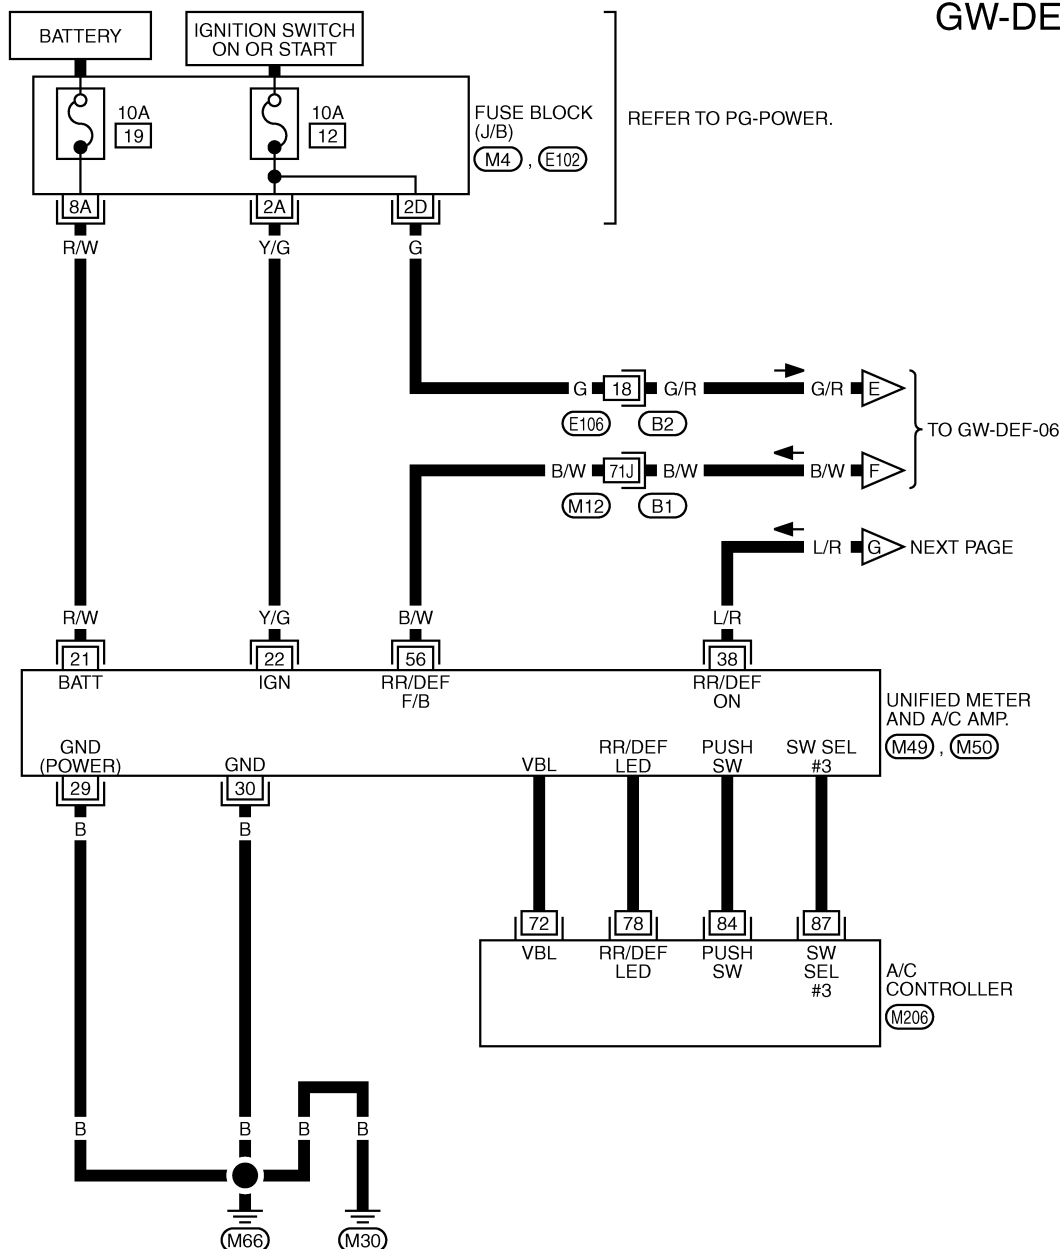 GW-DE
BATTERY
IGNITION SWITCH
ON OR START
10A
19
10A
12
FUSE BLOCK
(J/B)
M4 , E102
REFER TO PG-POWER.
8A
2A
2D
R/W
Y/G
G
G
18
G/R
G/R
E
E106
B2
TO GW-DEF-06
B/W
71J
B/W
B/W
F
M12
B1
L/R
G
NEXT PAGE
R/W
Y/G
B/W
L/R
21
22
56
38
BATT
IGN
RR/DEF
F/B
RR/DEF
ON
UNIFIED METER
AND A/C AMP.
M49 , M50
GND
(POWER)
GND
VBL
RR/DEF
LED
PUSH
SW
SW SEL
#3
29
30
B
B
72
78
84
87
VBL
RR/DEF
LED
PUSH
SW
SW
SEL
#3
A/C
CONTROLLER
M206
B
B
B
B
M66
M30